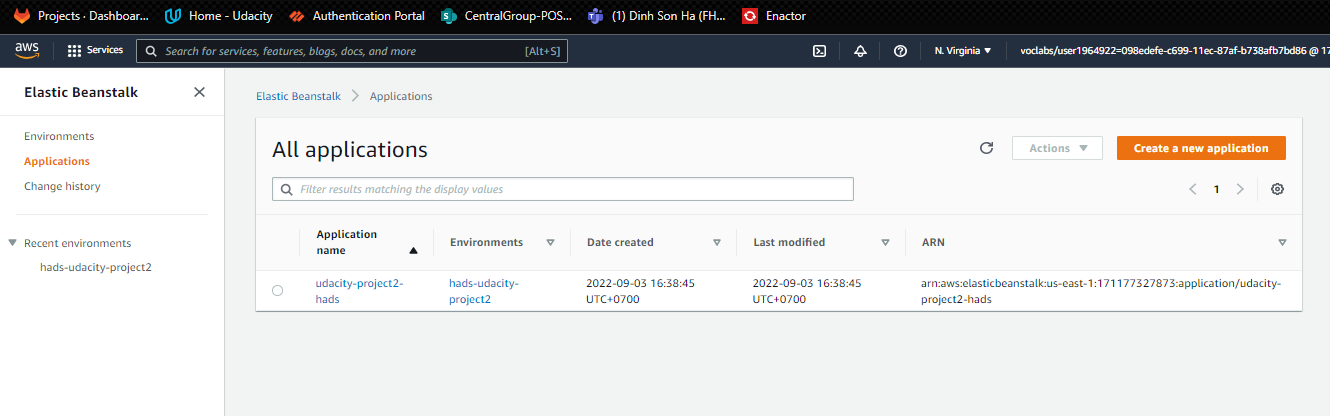 Projects · Dashboar... Home - Udacity Authentication Portal CentralGroup-POS... (1) Dinh Son Ha (FH... Enactor
aws Services Search for services, features, blogs, docs, and more [Alt+S] N. Virginia voclabs/user1964922=098edefe-c699-11ec-87af-b738afb7bd86 @ 17
Elastic Beanstalk
Environments
Applications
Change history
Recent environments
hads-udacity-project2
Elastic Beanstalk Applications
All applications
Actions Create a new application
Filter results matching the display values 1
Application name Environments Date created Last modified ARN
udacity-project2- hads-udacity- 2022-09-03 16:38:45 2022-09-03 16:38:45 arn:aws:elasticbeanstalk:us-east-1:171177327873:application/udacity-
hads project2 UTC+0700 UTC+0700 project2-hads